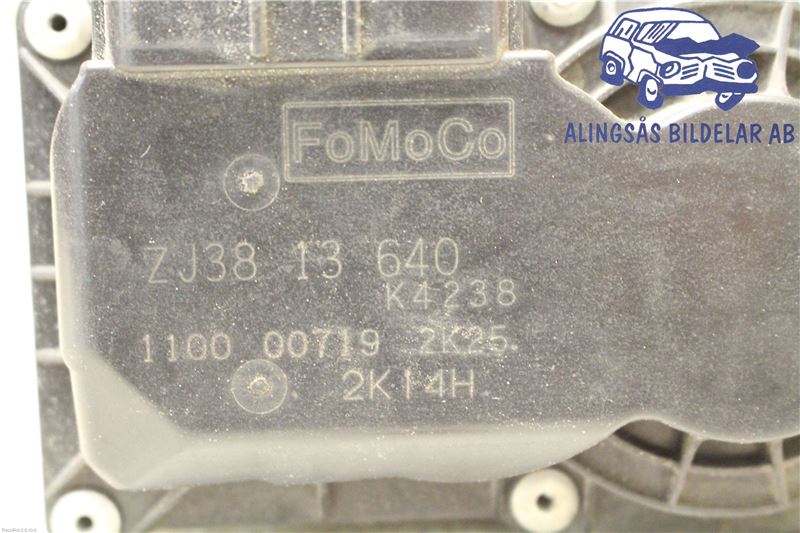 FoMoCo
ALINGSÅS BILDELAR AB
ZJ38 13 640
K4238
1100 00719 2K25
2K14H